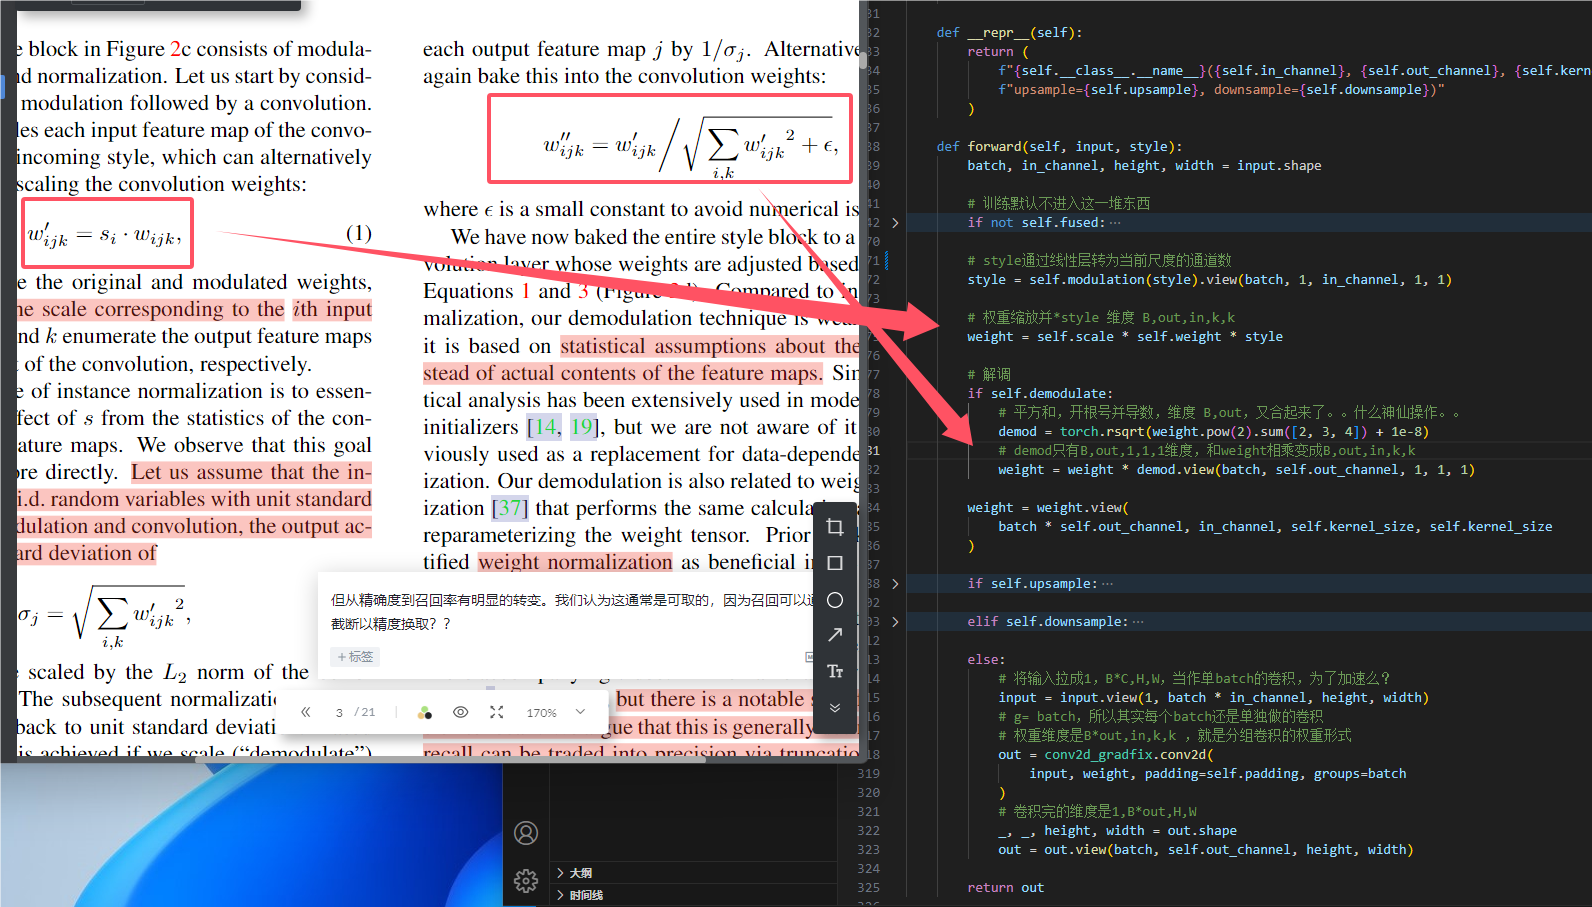 e block in Figure 2c consists of modula-
nd normalization. Let us start by consid-
modulation followed by a convolution.
les each input feature map of the convo-
incoming style, which can alternatively
scaling the convolution weights:
w′ijk = si · wijk, (1)
e the original and modulated weights,
ne scale corresponding to the ith input
nd k enumerate the output feature maps
t of the convolution, respectively.
e of instance normalization is to essen-
ffect of s from the statistics of the con-
ature maps. We observe that this goal
ore directly. Let us assume that the in-
i.d. random variables with unit standard
dulation and convolution, the output ac-
ard deviation of
σj = √∑i,k w′ijk²,
scaled by the L2 norm of the
The subsequent normalizatio
back to unit standard deviati
is achieved if we scale ("demodulate")
each output feature map j by 1/σj. Alternative
again bake this into the convolution weights:
w″ijk = w′ijk / √∑i,k w′ijk² + ϵ,
where ϵ is a small constant to avoid numerical is
We have now baked the entire style block to a
volution layer whose weights are adjusted based
Equations 1 and 3 (Figure Compared to in
malization, our demodulation technique is
it is based on statistical assumptions about the
stead of actual contents of the feature maps. Sin
tical analysis has been extensively used in mode
initializers [14, 19], but we are not aware of it
viously used as a replacement for data-depende
ization. Our demodulation is also related to weig
ization [37] that performs the same calcula
reparameterizing the weight tensor. Prior
tified weight normalization as beneficial i
but there is a notable s
gue that this is generally
recall can be traded into precision via truncatio
但从精确度到召回率有明显的转变。我们认为这通常是可取的，因为召回可以通
截断以精度换取？？
+标签
« 3 /21 170%
Tт
31
32 def __repr__(self):
33 return (
34 f"{self.__class__.__name__}({self.in_channel}, {self.out_channel}, {self.kern
35 f"upsample={self.upsample}, downsample={self.downsample})"
36 )
37
38 def forward(self, input, style):
39 batch, in_channel, height, width = input.shape
40
# 训练默认不进入这一堆东西
42 > if not self.fused: ⋯
70
71 # style通过线性层转为当前尺度的通道数
72 style = self.modulation(style).view(batch, 1, in_channel, 1, 1)
73
# 权重缩放并*style 维度 B,out,in,k,k
weight = self.scale * self.weight * style
76
77 # 解调
78 if self.demodulate:
79 # 平方和，开根号并导数，维度 B,out，又合起来了。。什么神仙操作。。
80 demod = torch.rsqrt(weight.pow(2).sum([2, 3, 4]) + 1e-8)
81 # demod只有B,out,1,1,1维度，和weight相乘变成B,out,in,k,k
82 weight = weight * demod.view(batch, self.out_channel, 1, 1, 1)
83
84 weight = weight.view(
85 batch * self.out_channel, in_channel, self.kernel_size, self.kernel_size
86 )
88 > if self.upsample: ⋯
02
03 > elif self.downsample: ⋯
12
13 else:
14 # 将输入拉成1，B*C,H,W，当作单batch的卷积，为了加速么？
15 input = input.view(1, batch * in_channel, height, width)
16 # g= batch，所以其实每个batch还是单独做的卷积
17 # 权重维度是B*out,in,k,k ，就是分组卷积的权重形式
18 out = conv2d_gradfix.conv2d(
319 input, weight, padding=self.padding, groups=batch
320 )
321 # 卷积完的维度是1,B*out,H,W
322 _, _, height, width = out.shape
323 out = out.view(batch, self.out_channel, height, width)
324
325 return out
> 大纲
> 时间线